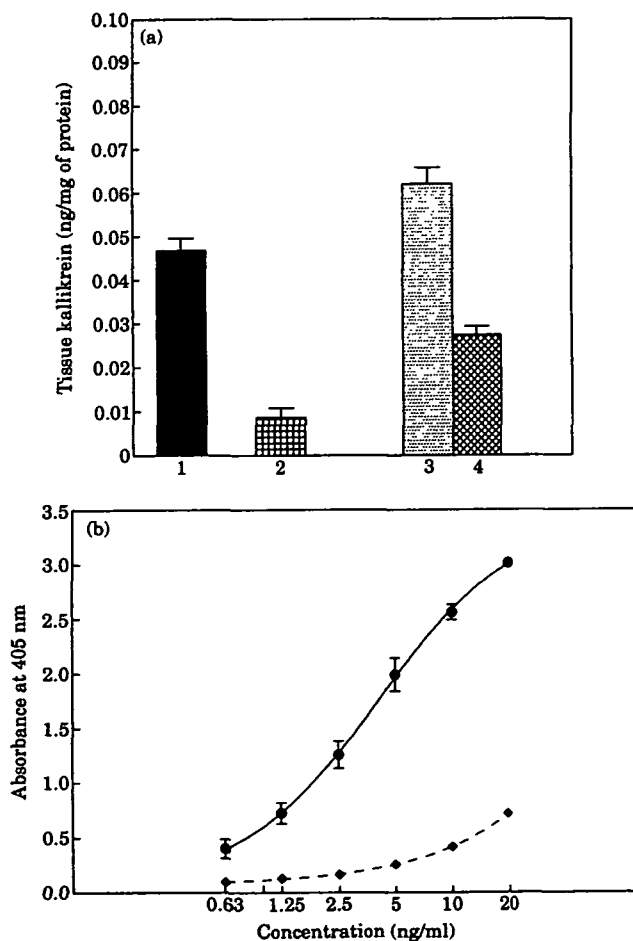 (a)
Tissue kallikrein (ng/mg of protein)
0.10
0.09
0.08
0.07
0.06
0.05
0.04
0.03
0.02
0.01
0
1 2 3 4
(b)
Absorbance at 405 nm
3.5
3.0
2.5
2.0
1.5
1.0
0.5
0.0
0.63 1.25 2.5 5 10 20
Concentration (ng/ml)